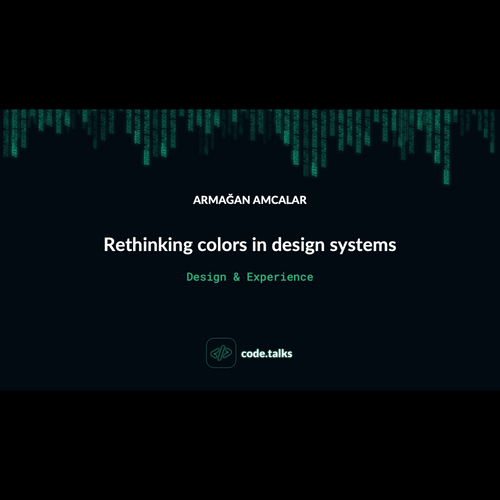 ARMAĞAN AMCALAR
Rethinking colors in design systems
Design & Experience
</> code.talks